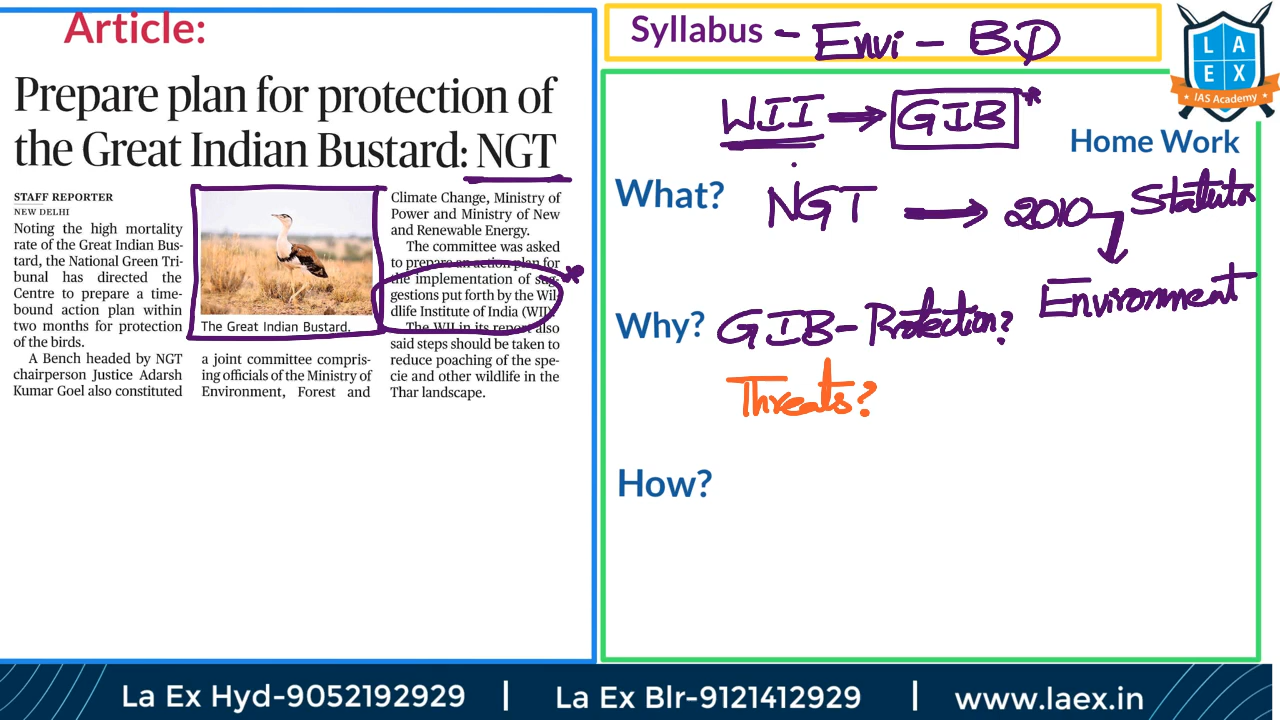 Article:
Prepare plan for protection of
the Great Indian Bustard: NGT
STAFF REPORTER
NEW DELHI
Noting the high mortality
rate of the Great Indian Bus-
tard, the National Green Tri-
bunal has directed the
Centre to prepare a time-
bound action plan within
two months for protection
of the birds.
A Bench headed by NGT
chairperson Justice Adarsh
Kumar Goel also constituted
The Great Indian Bustard.
a joint committee compris-
ing officials of the Ministry of
Environment, Forest and
Climate Change, Ministry of
Power and Ministry of New
and Renewable Energy.
The committee was asked
to prepare an action plan for
the implementation of sug-
gestions put forth by the Wil-
dlife Institute of India (WII).
The WII in its report also
said steps should be taken to
reduce poaching of the spe-
cie and other wildlife in the
Thar landscape.
Syllabus - Envi - BD
LAEX
IAS Academy
WII → GIB*
Home Work
What? NGT → 2010 → Statuto
Environment
Why? GIB - Protection?
Threats?
How?
La Ex Hyd-9052192929 | La Ex Blr-9121412929 | www.laex.in